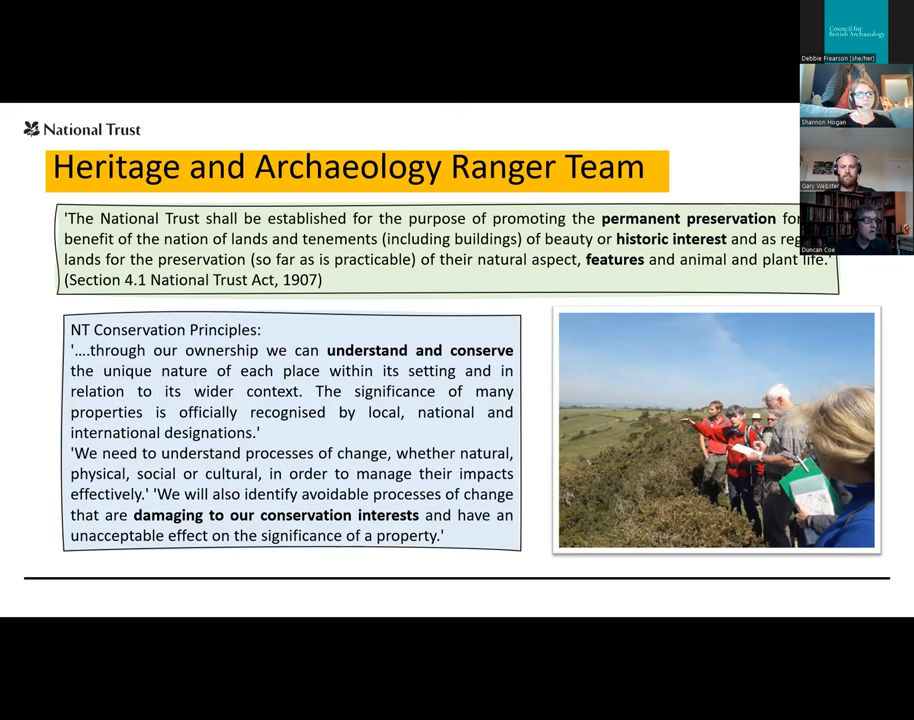 Council for
British Archaeology
Debbie Frearson (she/her)
Shannon Hogan
Gary Webster
Duncan Coe
National Trust
Heritage and Archaeology Ranger Team
'The National Trust shall be established for the purpose of promoting the permanent preservation for
benefit of the nation of lands and tenements (including buildings) of beauty or historic interest and as
lands for the preservation (so far as is practicable) of their natural aspect, features and animal and plant life.'
(Section 4.1 National Trust Act, 1907)
NT Conservation Principles:
'....through our ownership we can understand and conserve
the unique nature of each place within its setting and in
relation to its wider context. The significance of many
properties is officially recognised by local, national and
international designations.'
'We need to understand processes of change, whether natural,
physical, social or cultural, in order to manage their impacts
effectively.' 'We will also identify avoidable processes of change
that are damaging to our conservation interests and have an
unacceptable effect on the significance of a property.'